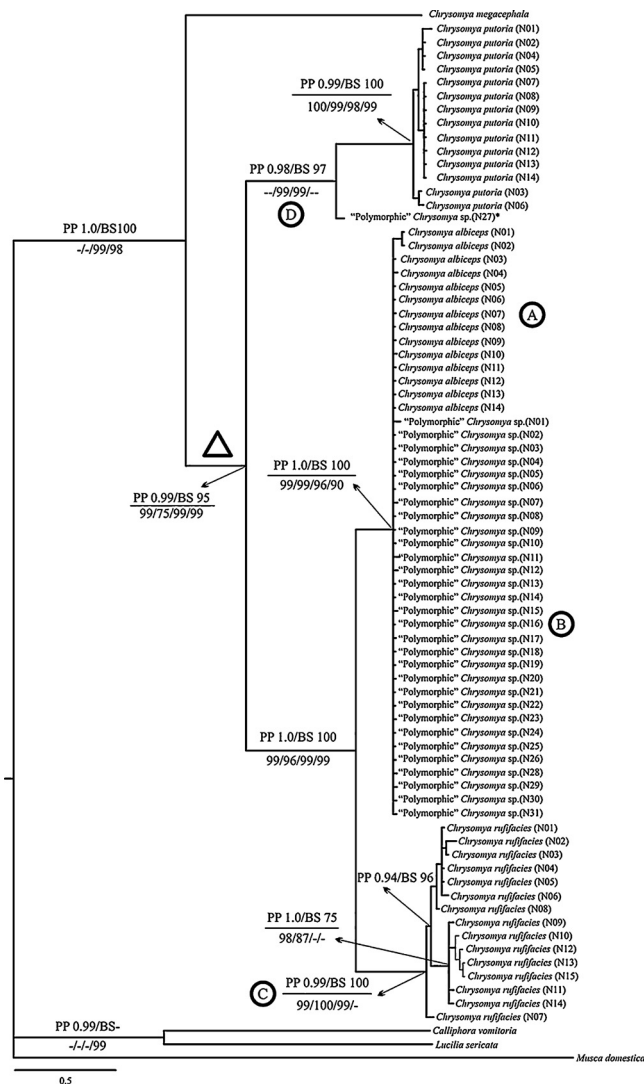 Chrysomya megacephala
Chrysomya putoria (N01)
Chrysomya putoria (N02)
Chrysomya putoria (N04)
Chrysomya putoria (N05)
PP 0.99/BS 100
100/99/98/99
Chrysomya putoria (N07)
Chrysomya putoria (N08)
Chrysomya putoria (N09)
Chrysomya putoria (N10)
Chrysomya putoria (N11)
Chrysomya putoria (N12)
Chrysomya putoria (N13)
Chrysomya putoria (N14)
PP 0.98/BS 97
--/99/99/--
D
Chrysomya putoria (N03)
Chrysomya putoria (N06)
"Polymorphic" Chrysomya sp.(N27)*
PP 1.0/BS100
-/-/99/98
Chrysomya albiceps (N01)
Chrysomya albiceps (N02)
Chrysomya albiceps (N03)
Chrysomya albiceps (N04)
Chrysomya albiceps (N05)
Chrysomya albiceps (N06)
Chrysomya albiceps (N07)
A
Chrysomya albiceps (N08)
Chrysomya albiceps (N09)
Chrysomya albiceps (N10)
Chrysomya albiceps (N11)
Chrysomya albiceps (N12)
Chrysomya albiceps (N13)
Chrysomya albiceps (N14)
"Polymorphic" Chrysomya sp.(N01)
"Polymorphic" Chrysomya sp.(N02)
"Polymorphic" Chrysomya sp.(N03)
"Polymorphic" Chrysomya sp.(N04)
"Polymorphic" Chrysomya sp.(N05)
"Polymorphic" Chrysomya sp.(N06)
PP 1.0/BS 100
99/99/96/90
PP 0.99/BS 95
99/75/99/99
"Polymorphic" Chrysomya sp.(N07)
"Polymorphic" Chrysomya sp.(N08)
"Polymorphic" Chrysomya sp.(N09)
"Polymorphic" Chrysomya sp.(N10)
"Polymorphic" Chrysomya sp.(N11)
"Polymorphic" Chrysomya sp.(N12)
"Polymorphic" Chrysomya sp.(N13)
"Polymorphic" Chrysomya sp.(N14)
"Polymorphic" Chrysomya sp.(N15)
"Polymorphic" Chrysomya sp.(N16)
B
"Polymorphic" Chrysomya sp.(N17)
"Polymorphic" Chrysomya sp.(N18)
"Polymorphic" Chrysomya sp.(N19)
"Polymorphic" Chrysomya sp.(N20)
"Polymorphic" Chrysomya sp.(N21)
"Polymorphic" Chrysomya sp.(N22)
"Polymorphic" Chrysomya sp.(N23)
"Polymorphic" Chrysomya sp.(N24)
"Polymorphic" Chrysomya sp.(N25)
"Polymorphic" Chrysomya sp.(N26)
"Polymorphic" Chrysomya sp.(N28)
"Polymorphic" Chrysomya sp.(N29)
"Polymorphic" Chrysomya sp.(N30)
"Polymorphic" Chrysomya sp.(N31)
PP 1.0/BS 100
99/96/99/99
Chrysomya rufifacies (N01)
Chrysomya rufifacies (N02)
Chrysomya rufifacies (N03)
Chrysomya rufifacies (N04)
Chrysomya rufifacies (N05)
Chrysomya rufifacies (N06)
Chrysomya rufifacies (N08)
PP 0.94/BS 96
PP 1.0/BS 75
98/87/-/-
Chrysomya rufifacies (N09)
Chrysomya rufifacies (N10)
Chrysomya rufifacies (N12)
Chrysomya rufifacies (N13)
Chrysomya rufifacies (N15)
Chrysomya rufifacies (N11)
Chrysomya rufifacies (N14)
Chrysomya rufifacies (N07)
C
PP 0.99/BS 100
99/100/99/-
PP 0.99/BS-
-/-/-/99
Calliphora vomitoria
Lucilia sericata
Musca domestica
0.5